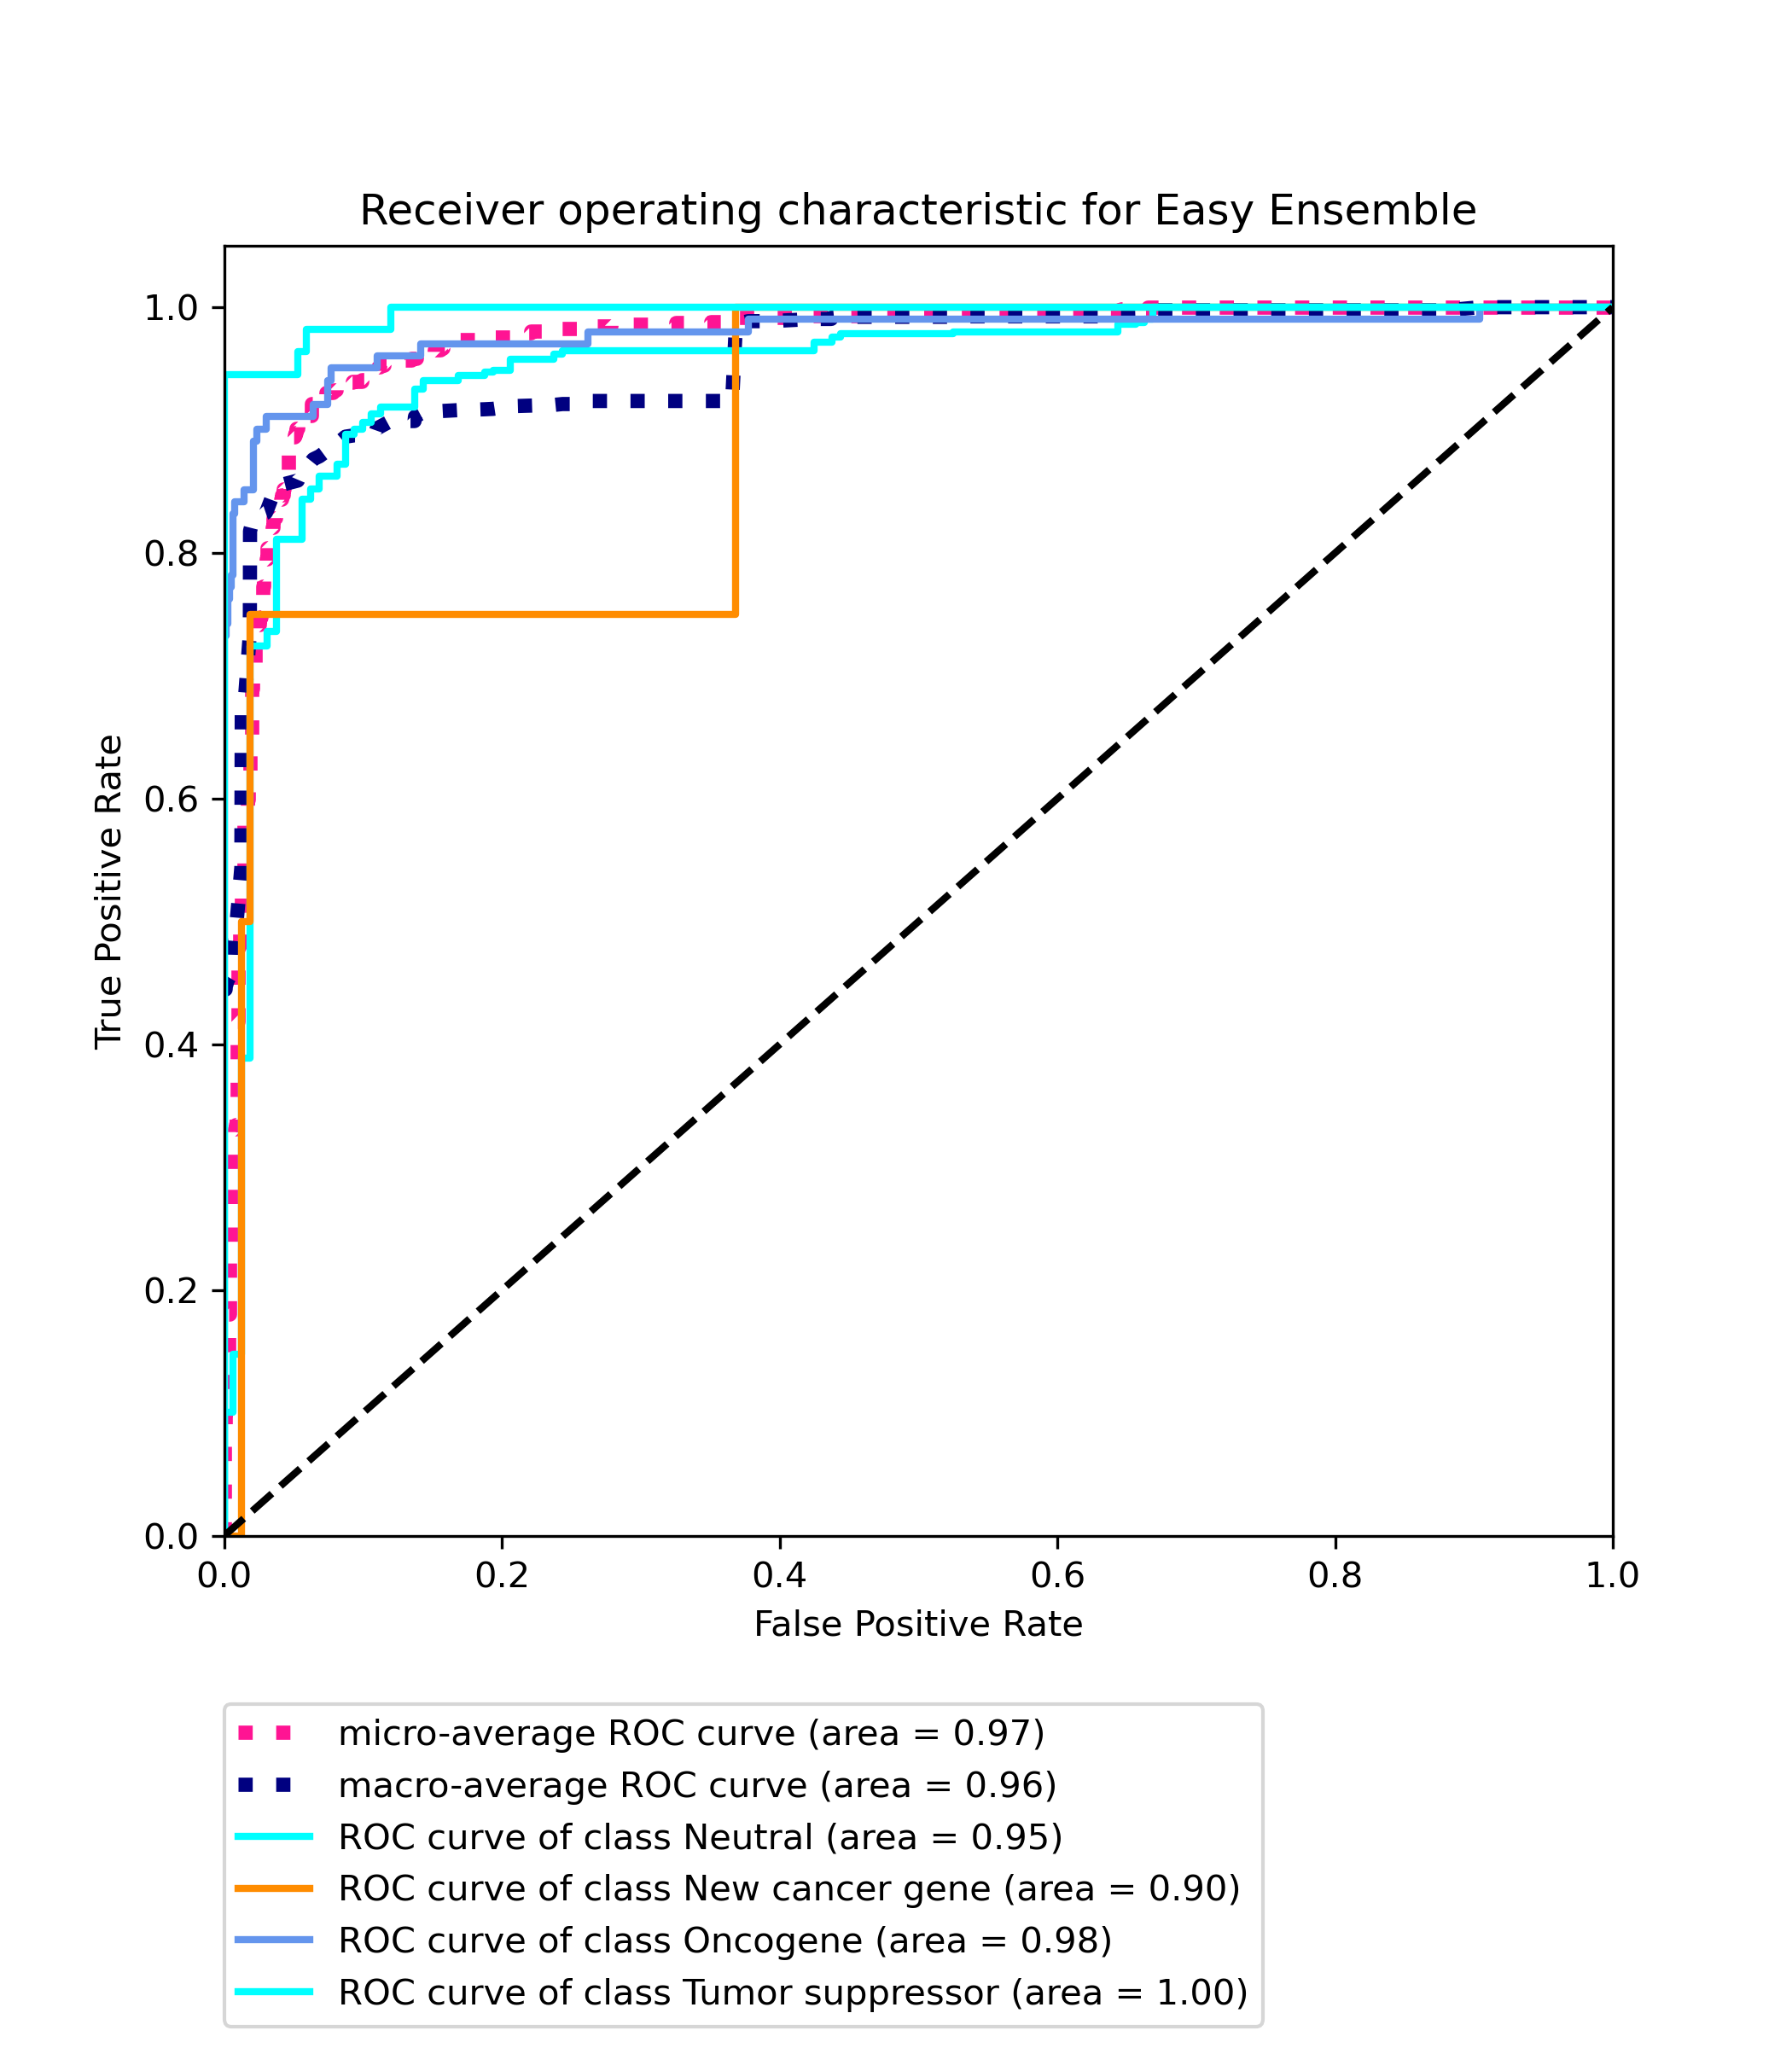 Receiver operating characteristic for Easy Ensemble
1.0
0.8
0.6
0.4
0.2
0.0
True Positive Rate
0.0 0.2 0.4 0.6 0.8 1.0
False Positive Rate
micro-average ROC curve (area = 0.97)
macro-average ROC curve (area = 0.96)
ROC curve of class Neutral (area = 0.95)
ROC curve of class New cancer gene (area = 0.90)
ROC curve of class Oncogene (area = 0.98)
ROC curve of class Tumor suppressor (area = 1.00)